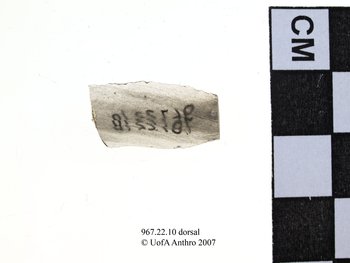 CM
967.22.10 dorsal
© UofA Anthro 2007